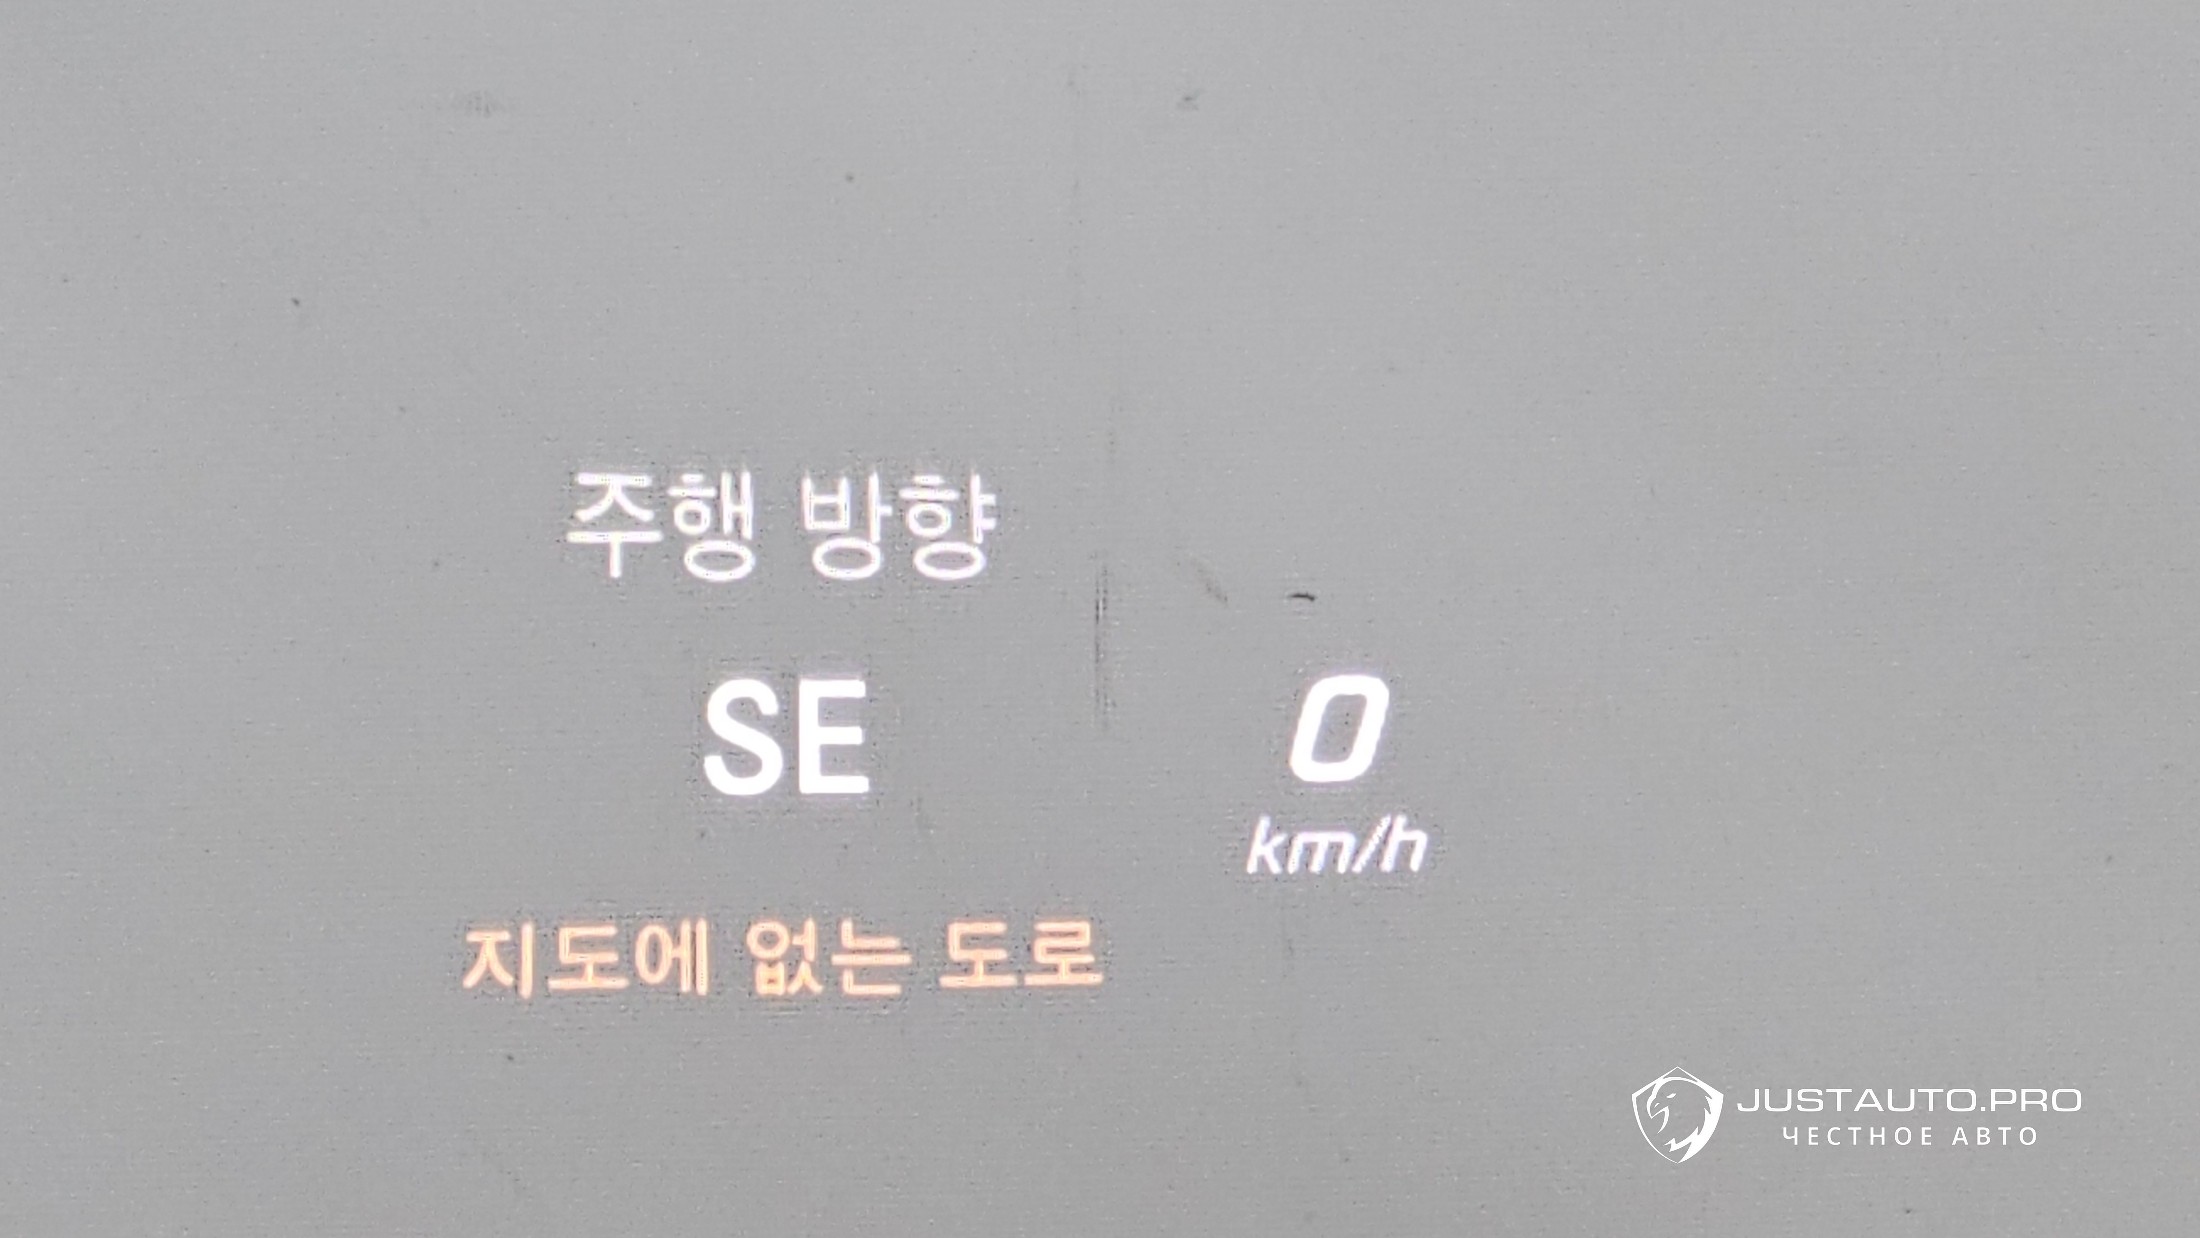 주행 방향
SE
0
km/h
지도에 없는 도로
JUSTAUTO.PRO
ЧЕСТНОЕ АВТО